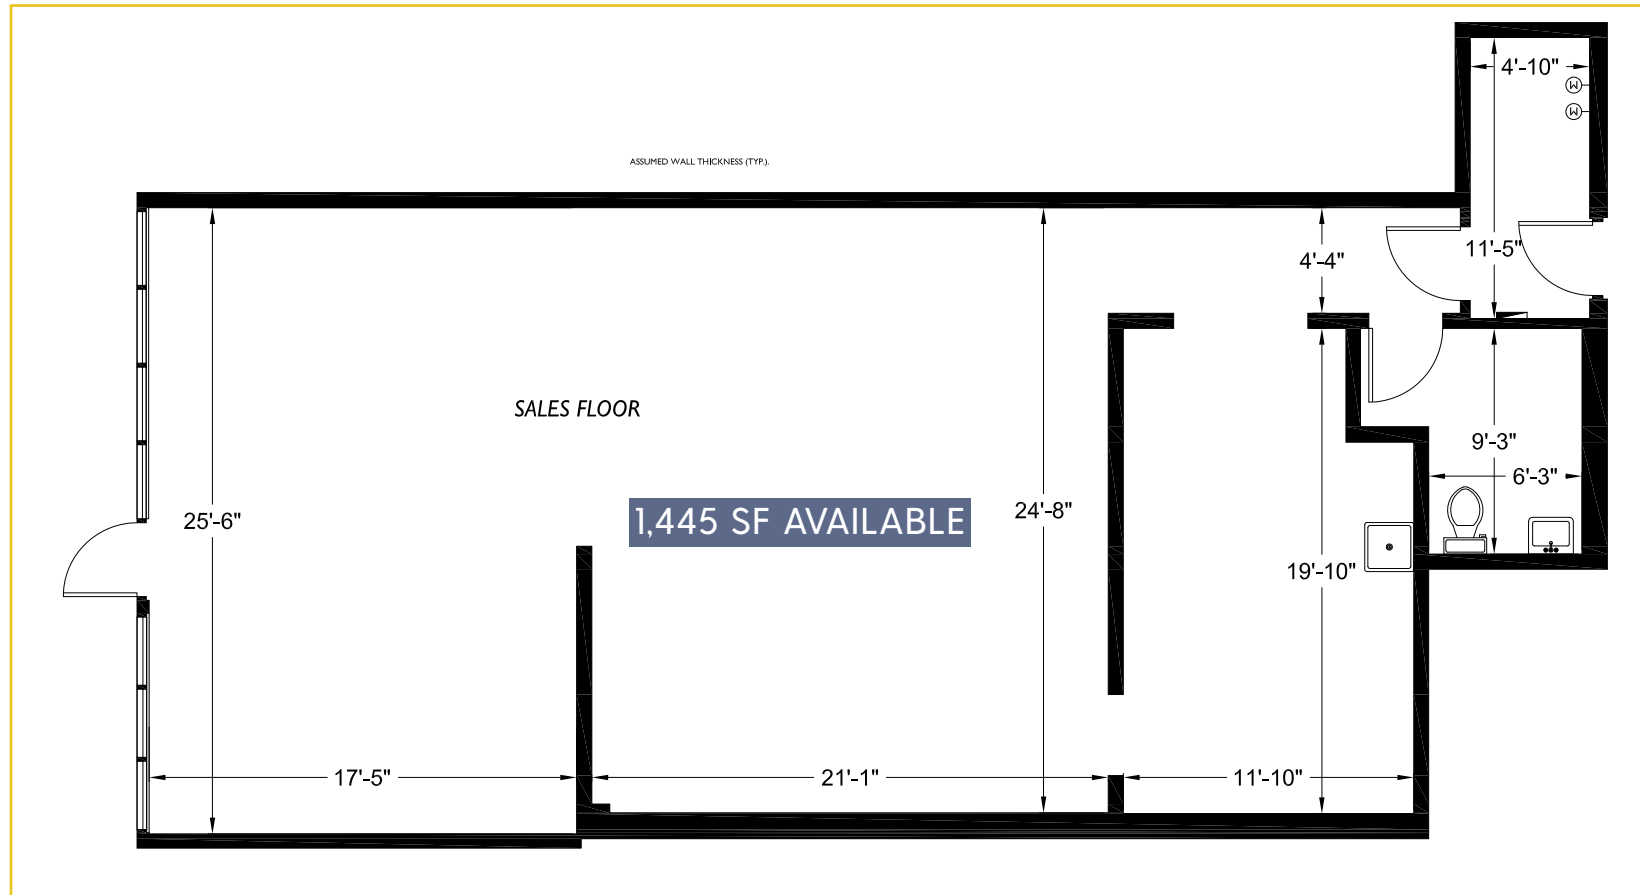 4'-10"
M
M
ASSUMED WALL THICKNESS (TYP.).
11'-5"
4'-4"
SALES FLOOR
9'-3"
6'-3"
25'-6"
1,445 SF AVAILABLE
24'-8"
19'-10"
17'-5"
21'-1"
11'-10"